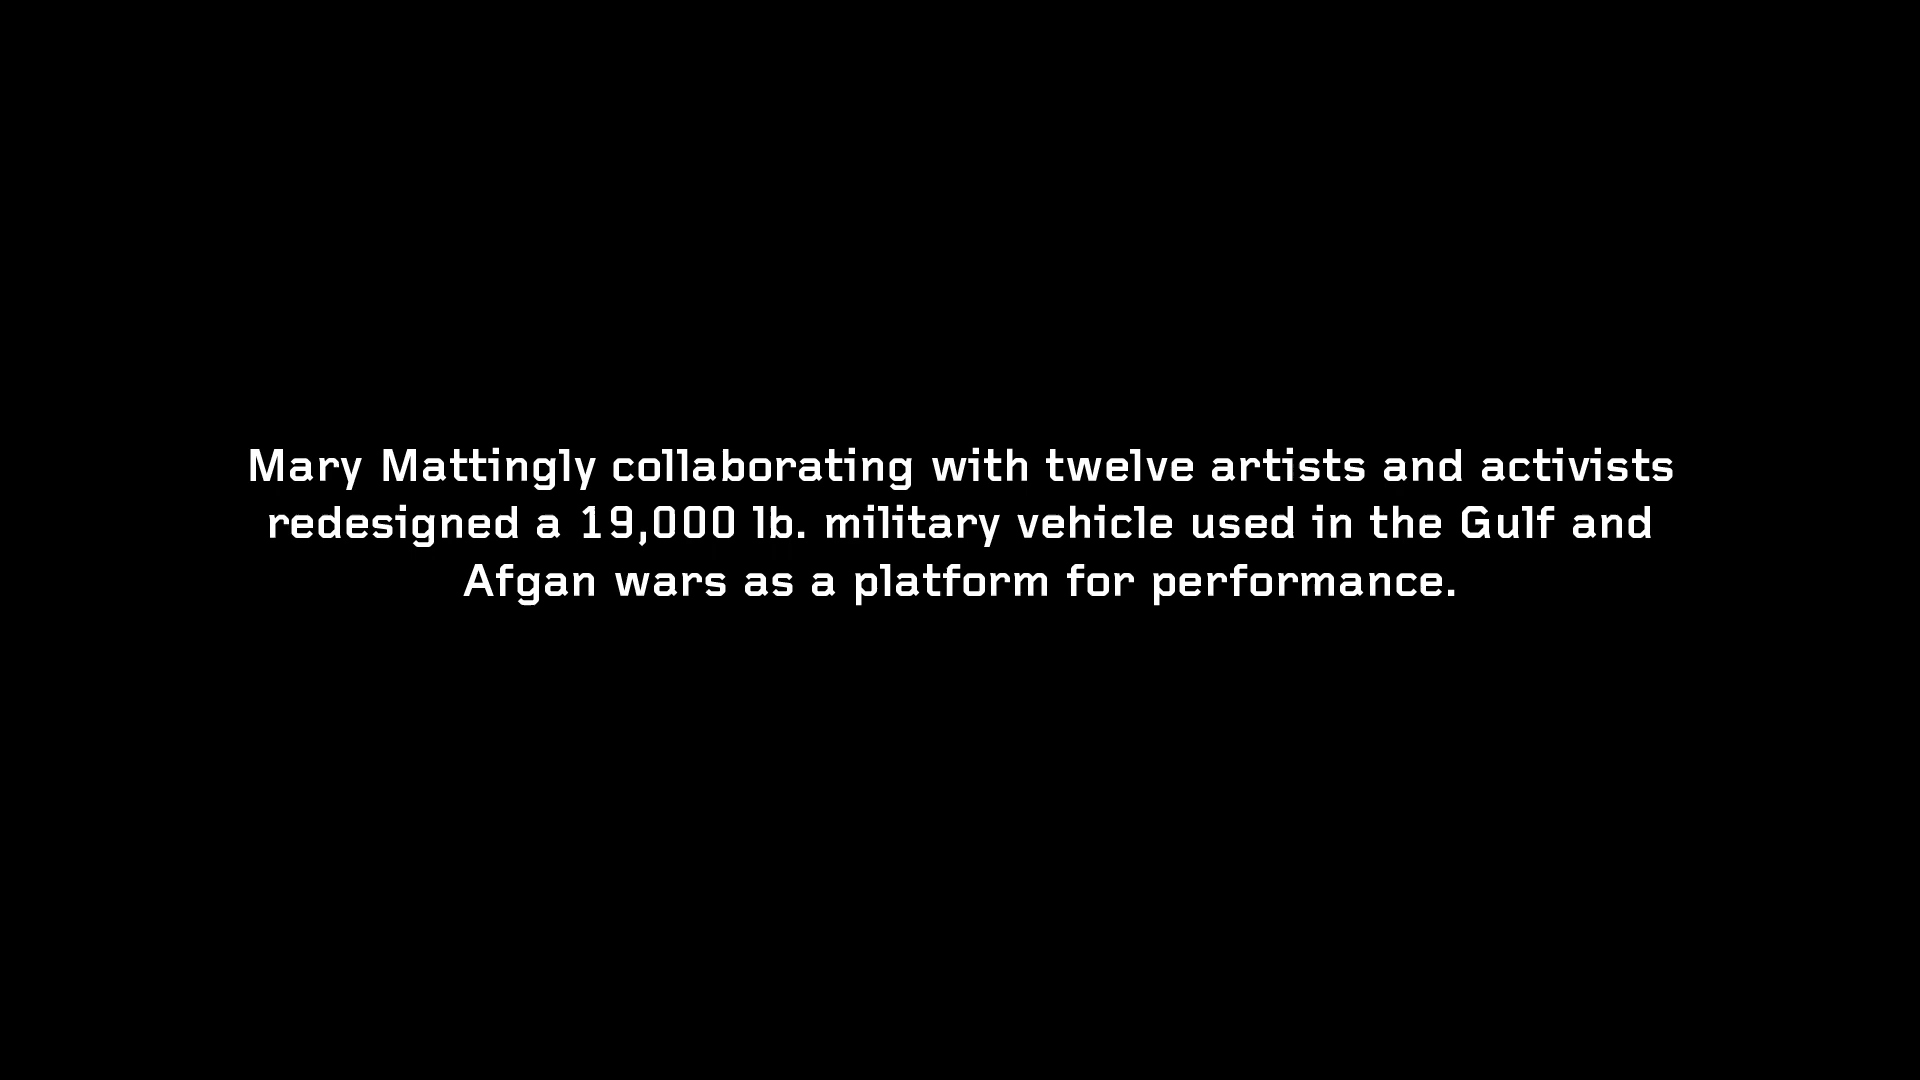 Mary Mattingly collaborating with twelve artists and activists
redesigned a 19,000 lb. military vehicle used in the Gulf and
Afgan wars as a platform for performance.